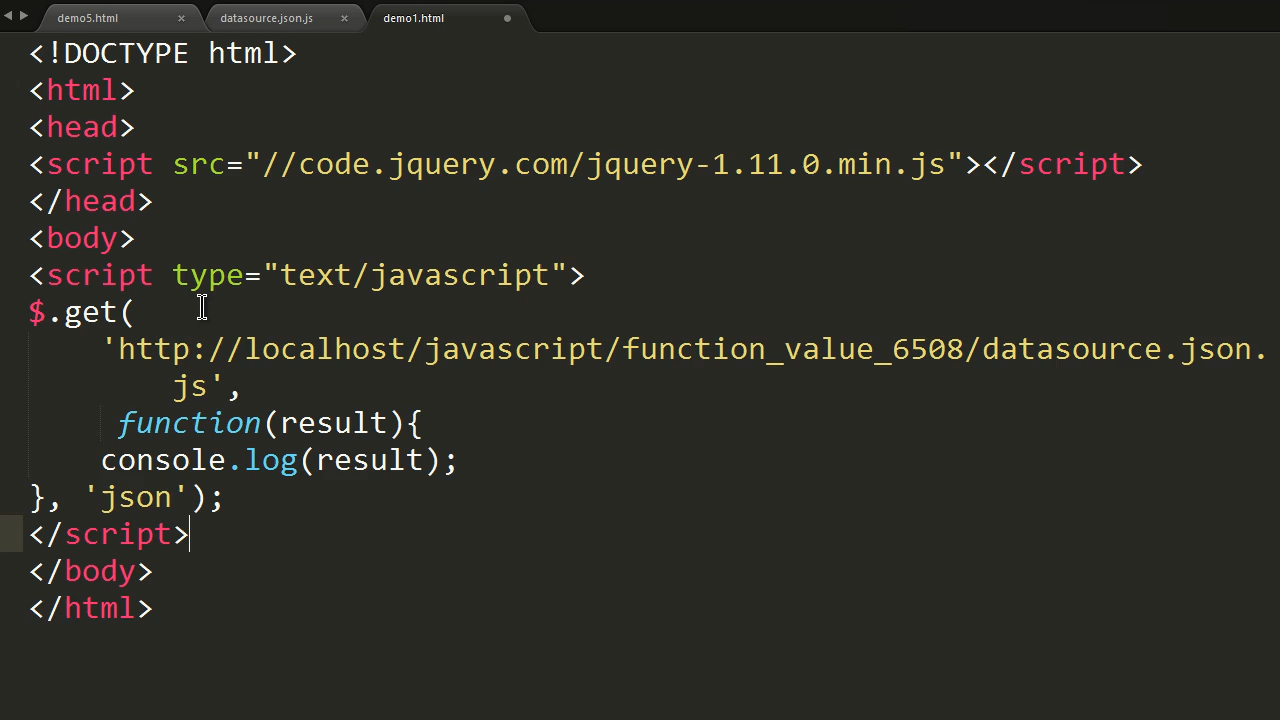 demo5.html datasource.json.js demo1.html
<!DOCTYPE html>
<html>
<head>
<script src="//code.jquery.com/jquery-1.11.0.min.js"></script>
</head>
<body>
<script type="text/javascript">
$.get(
'http://localhost/javascript/function_value_6508/datasource.json.
js',
function(result){
console.log(result);
}, 'json');
</script>
</body>
</html>